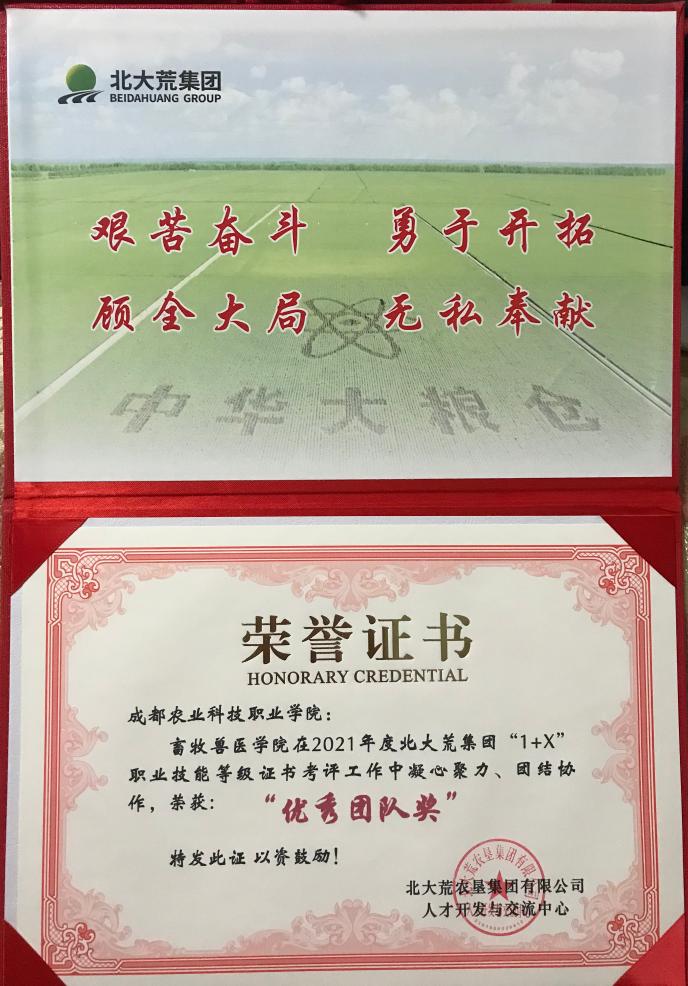 北大荒集团
BEIDAHUANG GROUP
艰苦奋斗 勇于开拓
顾全大局 无私奉献
中华大粮仓
荣誉证书
HONORARY CREDENTIAL
成都农业科技职业学院：
畜牧兽医学院在2021年度北大荒集团“1+X”
职业技能等级证书考评工作中凝心聚力、团结协
作，荣获：“优秀团队奖”
特发此证 以资鼓励！
北大荒农垦集团有限公司
人才开发与交流中心